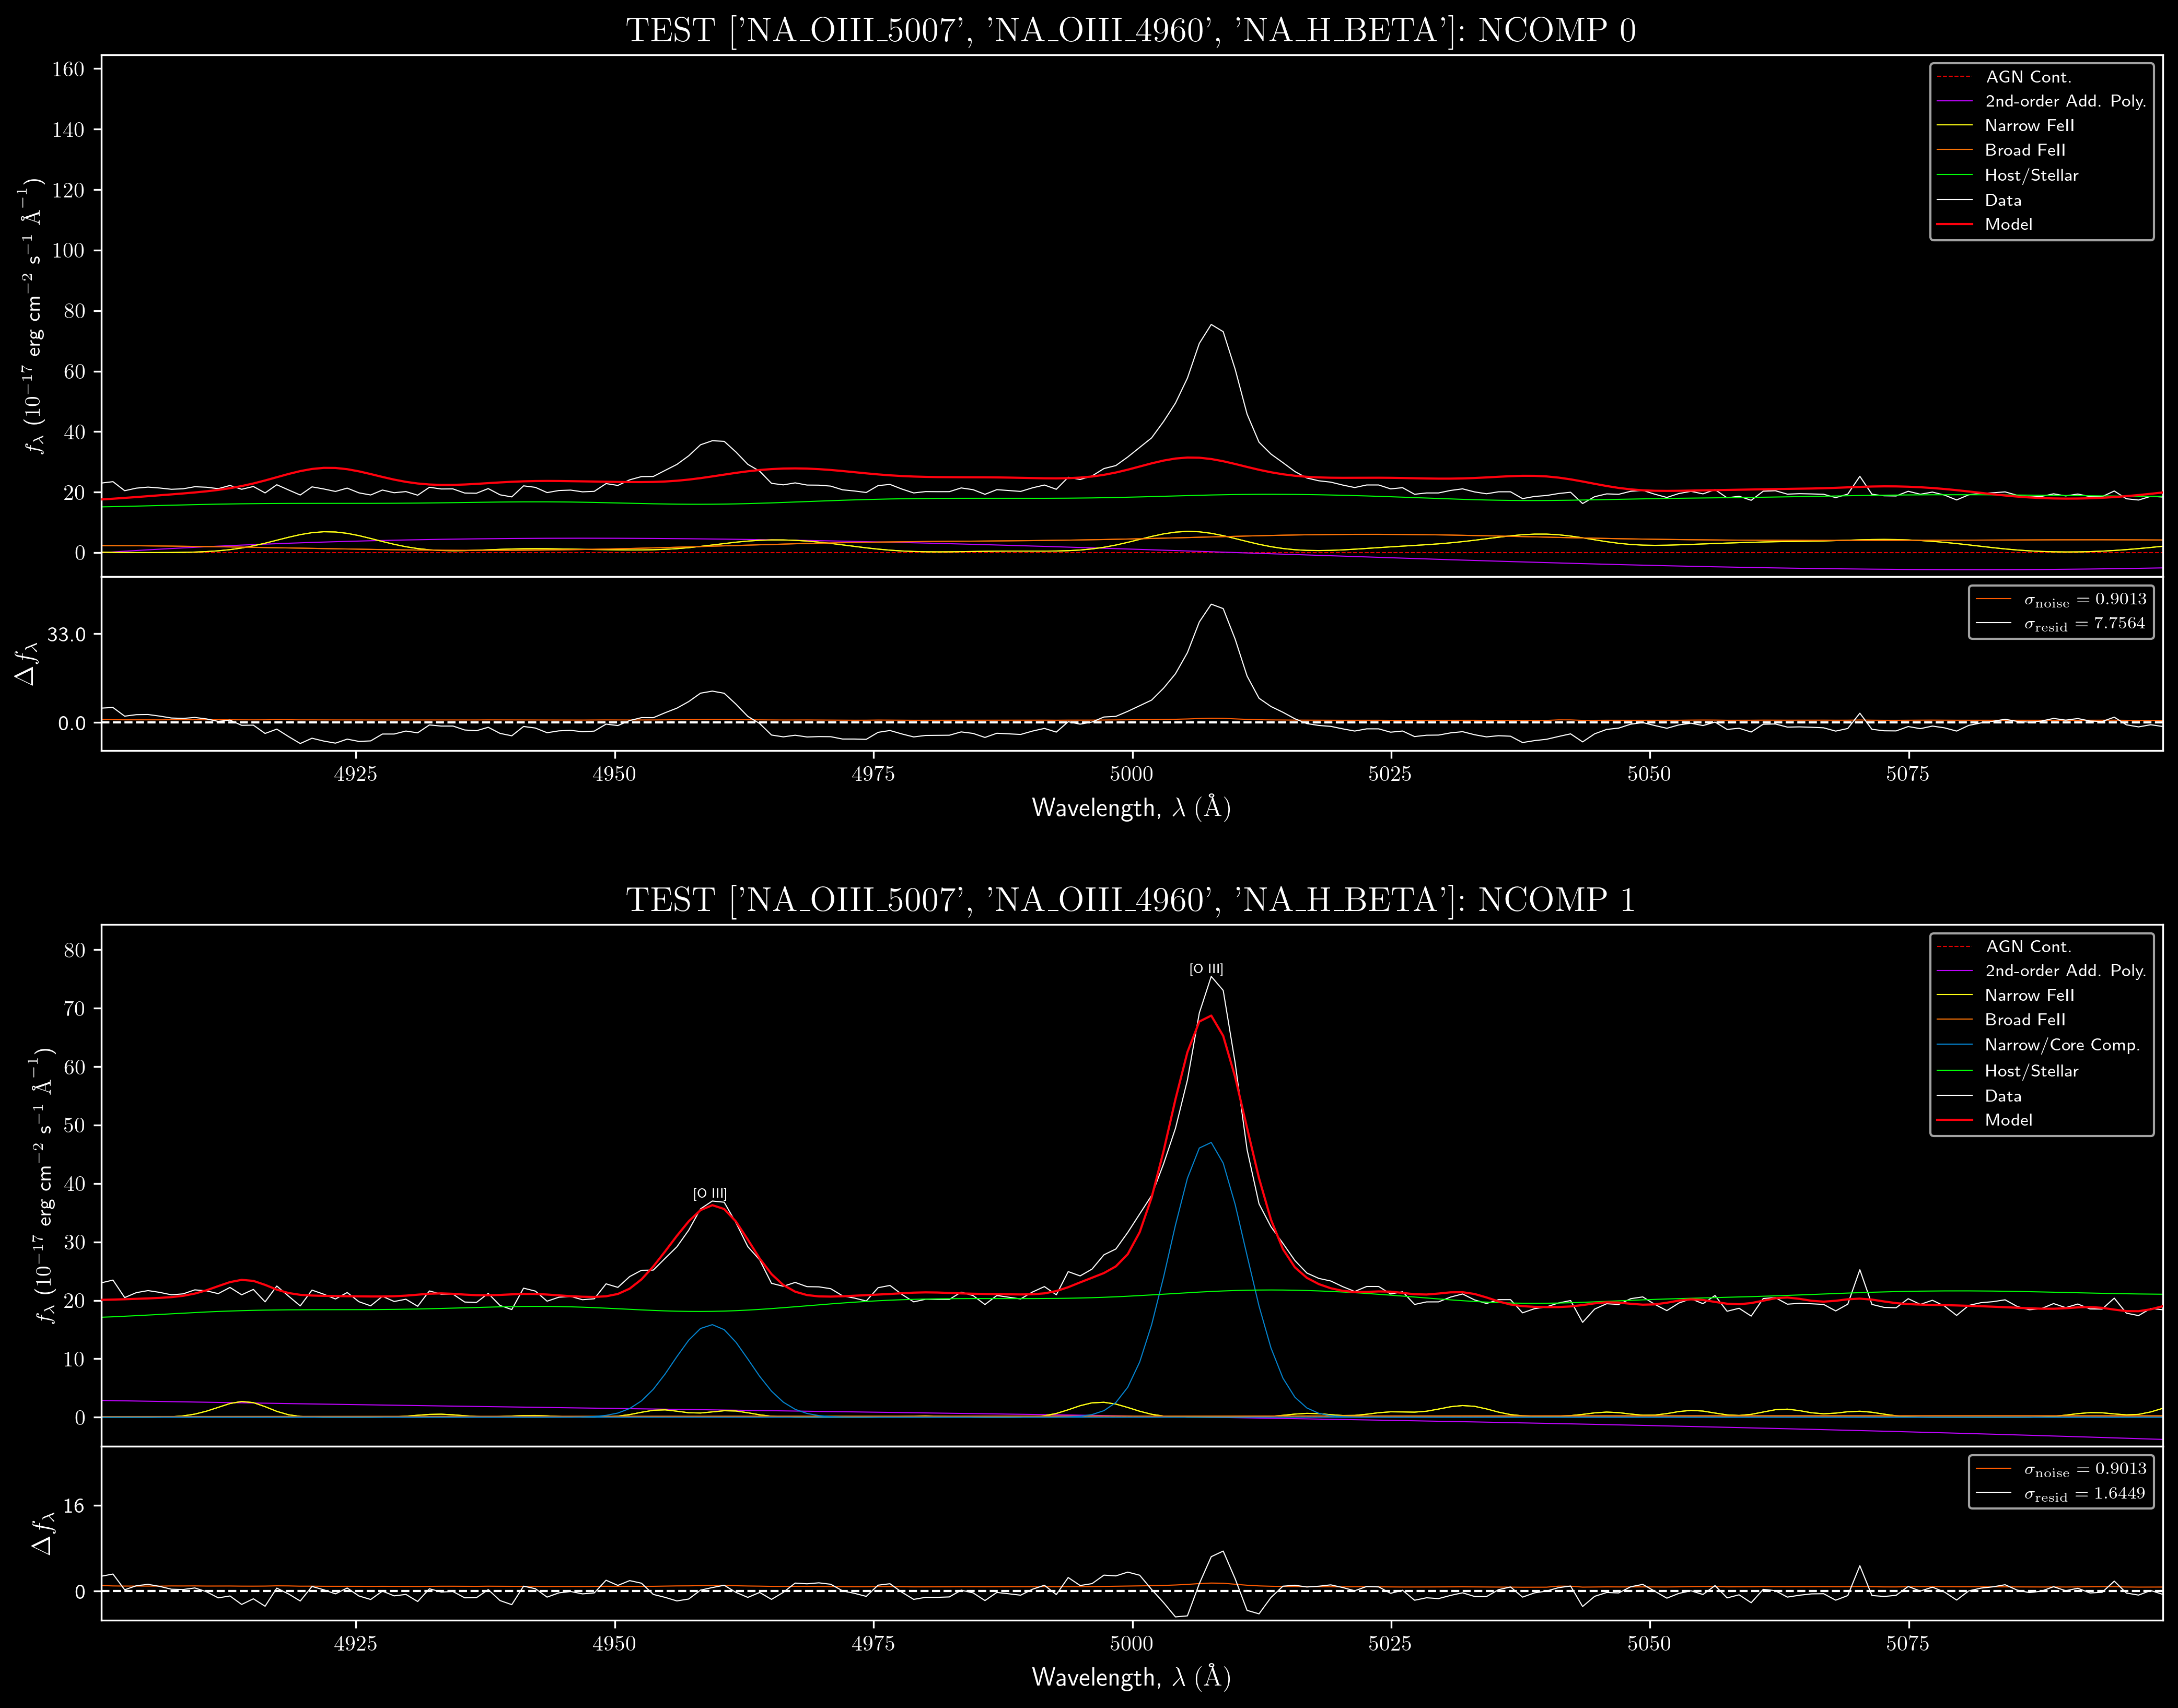 TEST ['NA_OIII_5007', 'NA_OIII_4960', 'NA_H_BETA']: NCOMP 0
160
140
120
100
80
60
40
20
0
f_λ (10^−17 erg cm^−2 s^−1 Å^−1)
AGN Cont.
2nd-order Add. Poly.
Narrow FeII
Broad FeII
Host/Stellar
Data
Model
33.0
0.0
Δf_λ
σ_noise = 0.9013
σ_resid = 7.7564
4925 4950 4975 5000 5025 5050 5075
Wavelength, λ (Å)
TEST ['NA_OIII_5007', 'NA_OIII_4960', 'NA_H_BETA']: NCOMP 1
80
70
60
50
40
30
20
10
0
f_λ (10^−17 erg cm^−2 s^−1 Å^−1)
[O III]
[O III]
AGN Cont.
2nd-order Add. Poly.
Narrow FeII
Broad FeII
Narrow/Core Comp.
Host/Stellar
Data
Model
16
0
Δf_λ
σ_noise = 0.9013
σ_resid = 1.6449
4925 4950 4975 5000 5025 5050 5075
Wavelength, λ (Å)